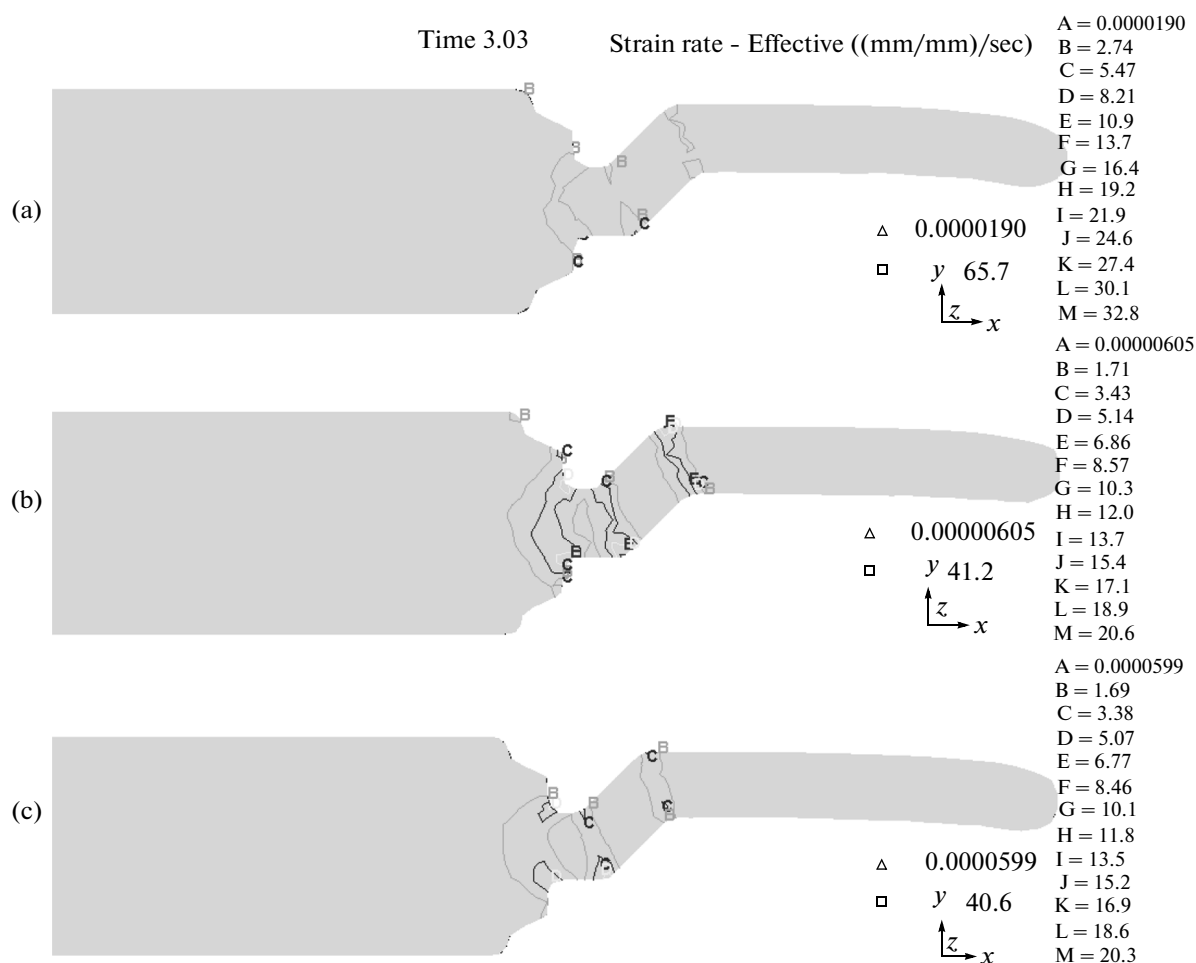 Time 3.03
Strain rate - Effective ((mm/mm)/sec)
A = 0.0000190
B = 2.74
C = 5.47
D = 8.21
E = 10.9
F = 13.7
G = 16.4
H = 19.2
I = 21.9
J = 24.6
K = 27.4
L = 30.1
M = 32.8
(a)
B
B
B
B
C
B
C
0.0000190
65.7
y
z
x
A = 0.00000605
B = 1.71
C = 3.43
D = 5.14
E = 6.86
F = 8.57
G = 10.3
H = 12.0
I = 13.7
J = 15.4
K = 17.1
L = 18.9
M = 20.6
(b)
B
C
B
C
B
C
C
B
0.00000605
41.2
y
z
x
A = 0.0000599
B = 1.69
C = 3.38
D = 5.07
E = 6.77
F = 8.46
G = 10.1
H = 11.8
I = 13.5
J = 15.2
K = 16.9
L = 18.6
M = 20.3
(c)
B
C
B
B
C
C
B
C
0.0000599
40.6
y
z
x